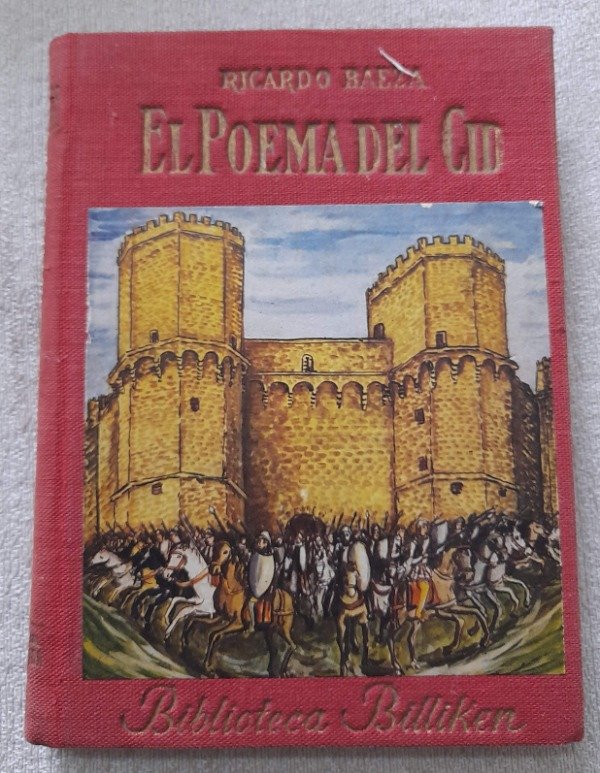 RICARDO BAEZA
EL POEMA DEL CID
Biblioteca Billiken